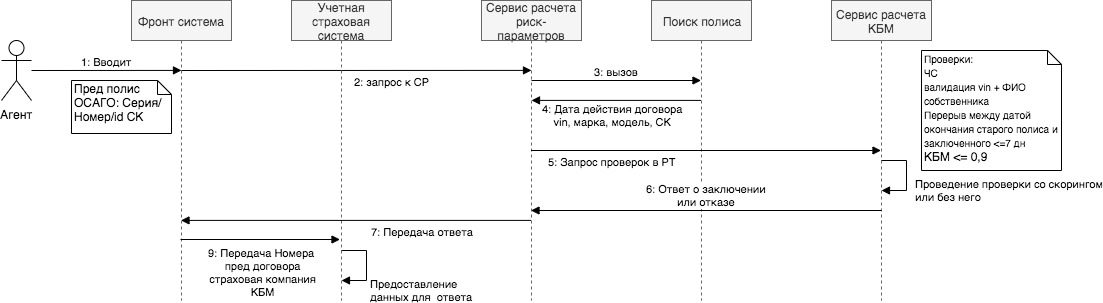 Фронт система
Учетная
страховая
система
Сервис расчета
риск-
параметров
Поиск полиса
Сервис расчета
КБМ
Агент
1: Вводит
Пред полис
ОСАГО: Серия/
Номер/id СК
2: запрос к СР
3: вызов
4: Дата действия договора
vin, марка, модель, СК
5: Запрос проверок в РТ
Проверки:
ЧС
валидация vin + ФИО
собственника
Перерыв между датой
окончания старого полиса и
заключенного <=7 дн
КБМ <= 0,9
Проведение проверки со скорингом
или без него
6: Ответ о заключении
или отказе
7: Передача ответа
9: Передача Номера
пред договора
страховая компания
КБМ
Предоставление
данных для ответа